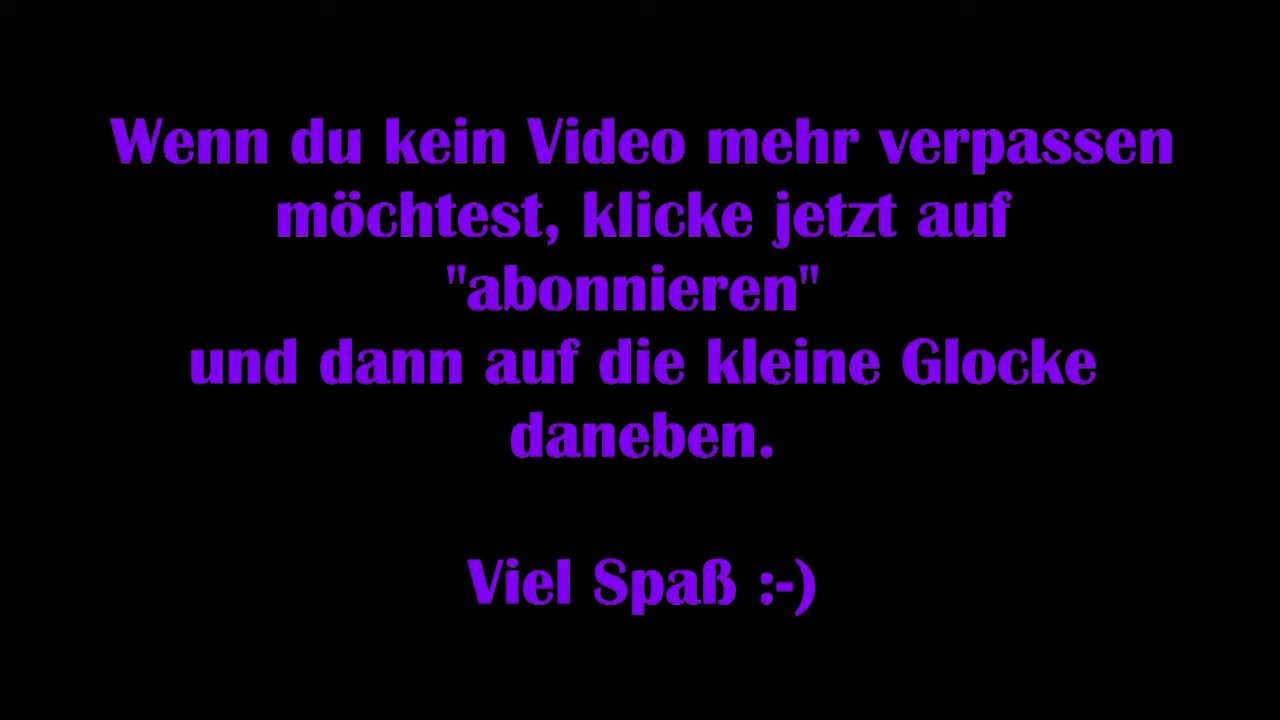 Wenn du kein Video mehr verpassen
möchtest, klicke jetzt auf
"abonnieren"
und dann auf die kleine Glocke
daneben.
Viel Spaß :-)